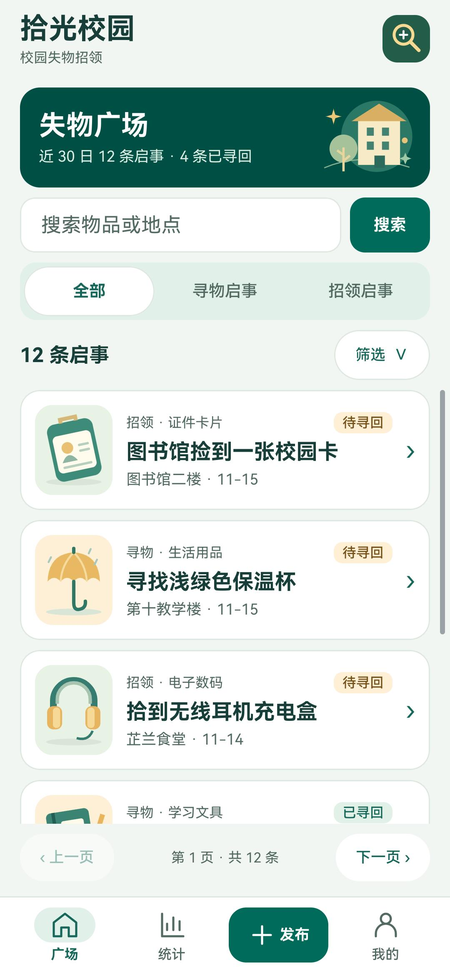 拾光校园
校园失物招领
失物广场
近 30 日 12 条启事 · 4 条已寻回
搜索物品或地点
搜索
全部
寻物启事
招领启事
12 条启事
筛选 ∨
招领 · 证件卡片
待寻回
图书馆捡到一张校园卡
图书馆二楼 · 11-15
寻物 · 生活用品
待寻回
寻找浅绿色保温杯
第十教学楼 · 11-15
招领 · 电子数码
待寻回
拾到无线耳机充电盒
芷兰食堂 · 11-14
寻物 · 学习文具
已寻回
‹ 上一页
第 1 页 · 共 12 条
下一页 ›
广场
统计
＋ 发布
我的